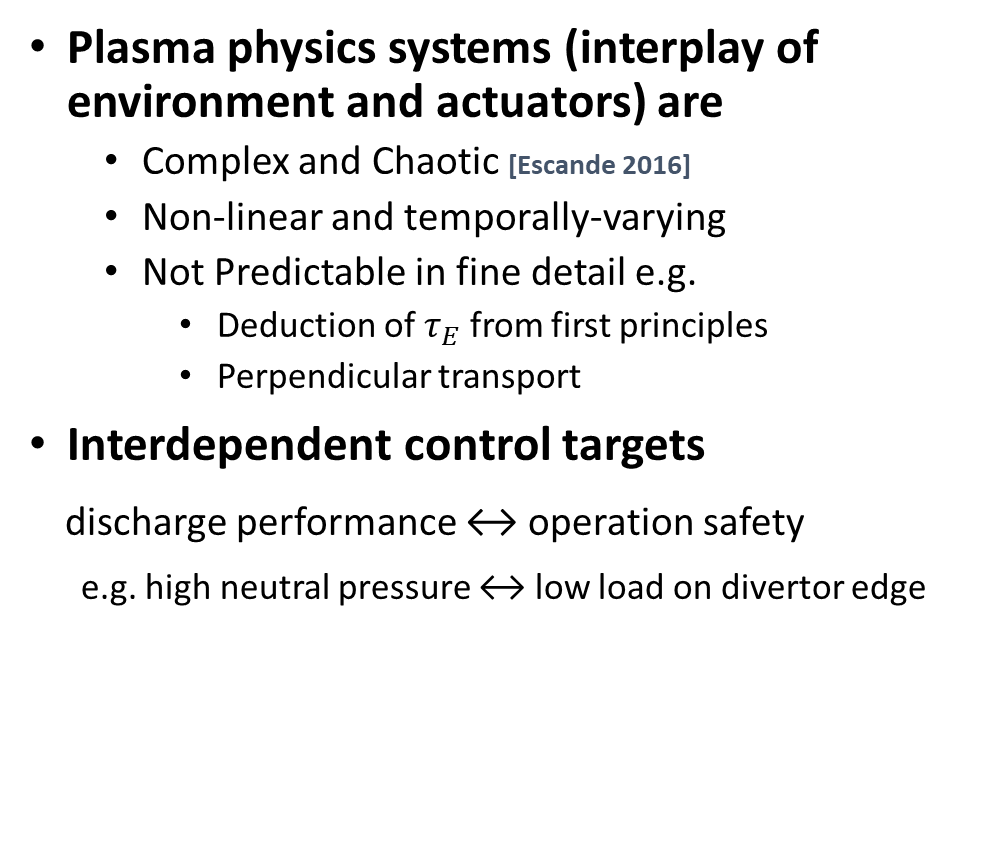 • Plasma physics systems (interplay of
environment and actuators) are
• Complex and Chaotic [Escande 2016]
• Non-linear and temporally-varying
• Not Predictable in fine detail e.g.
• Deduction of τ_E from first principles
• Perpendicular transport
• Interdependent control targets
discharge performance ↔ operation safety
e.g. high neutral pressure ↔ low load on divertor edge